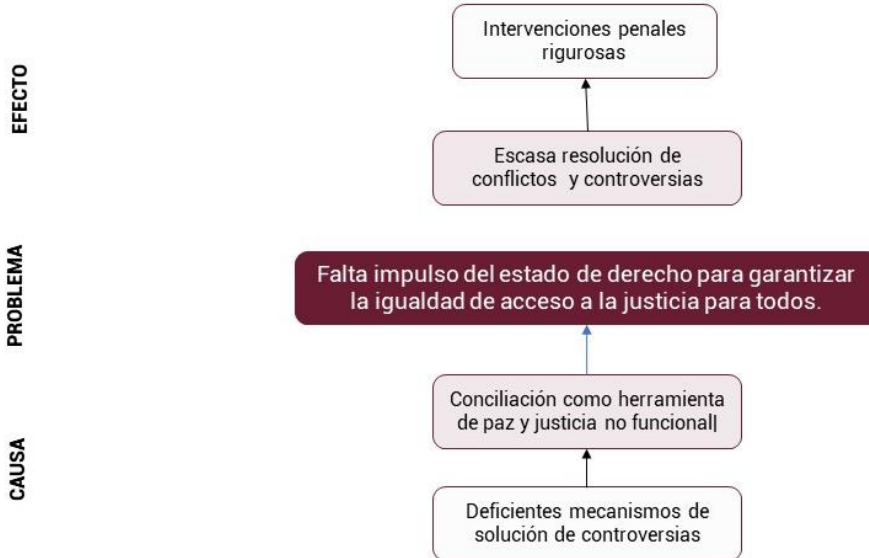 EFECTO
Intervenciones penales
rigurosas
Escasa resolución de
conflictos y controversias
PROBLEMA
Falta impulso del estado de derecho para garantizar
la igualdad de acceso a la justicia para todos.
CAUSA
Conciliación como herramienta
de paz y justicia no funcional|
Deficientes mecanismos de
solución de controversias